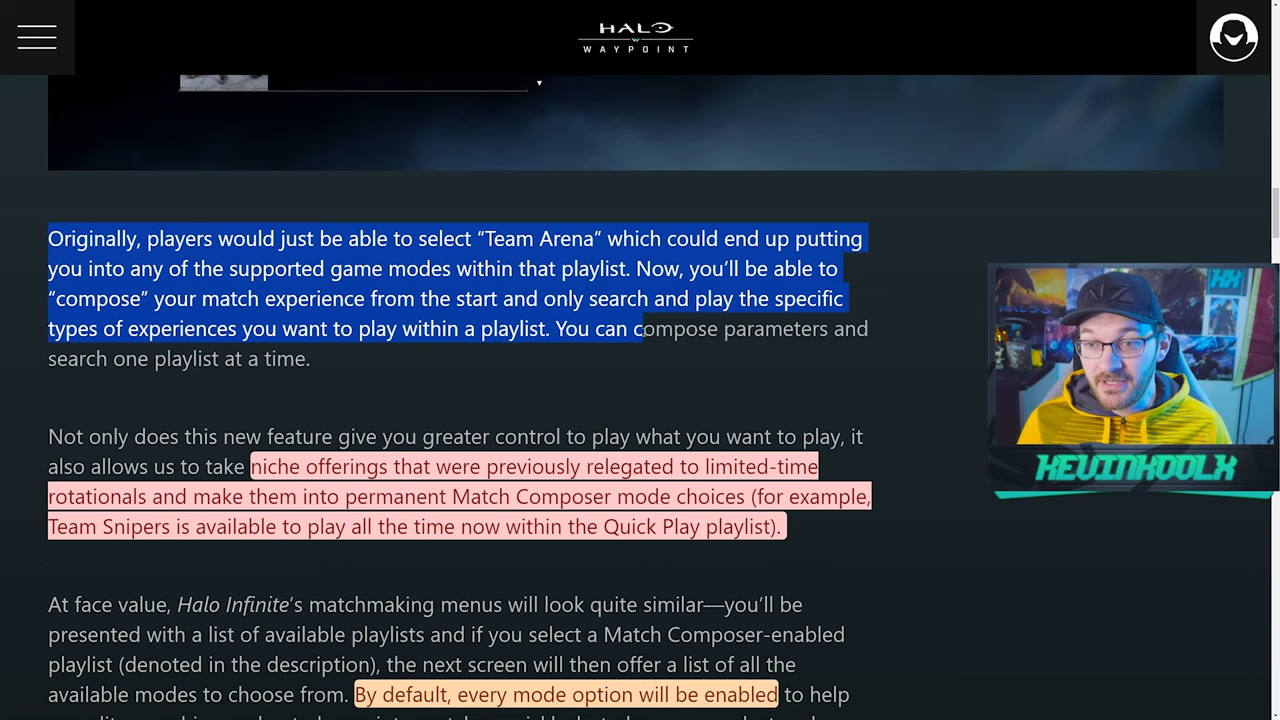 HALO
WAYPOINT
Originally, players would just be able to select “Team Arena” which could end up putting
you into any of the supported game modes within that playlist. Now, you’ll be able to
“compose” your match experience from the start and only search and play the specific
types of experiences you want to play within a playlist. You can compose parameters and
search one playlist at a time.
NZ
KEVINKOOLX
Not only does this new feature give you greater control to play what you want to play, it
also allows us to take niche offerings that were previously relegated to limited-time
rotationals and make them into permanent Match Composer mode choices (for example,
Team Snipers is available to play all the time now within the Quick Play playlist).
At face value, Halo Infinite’s matchmaking menus will look quite similar—you’ll be
presented with a list of available playlists and if you select a Match Composer-enabled
playlist (denoted in the description), the next screen will then offer a list of all the
available modes to choose from. By default, every mode option will be enabled to help